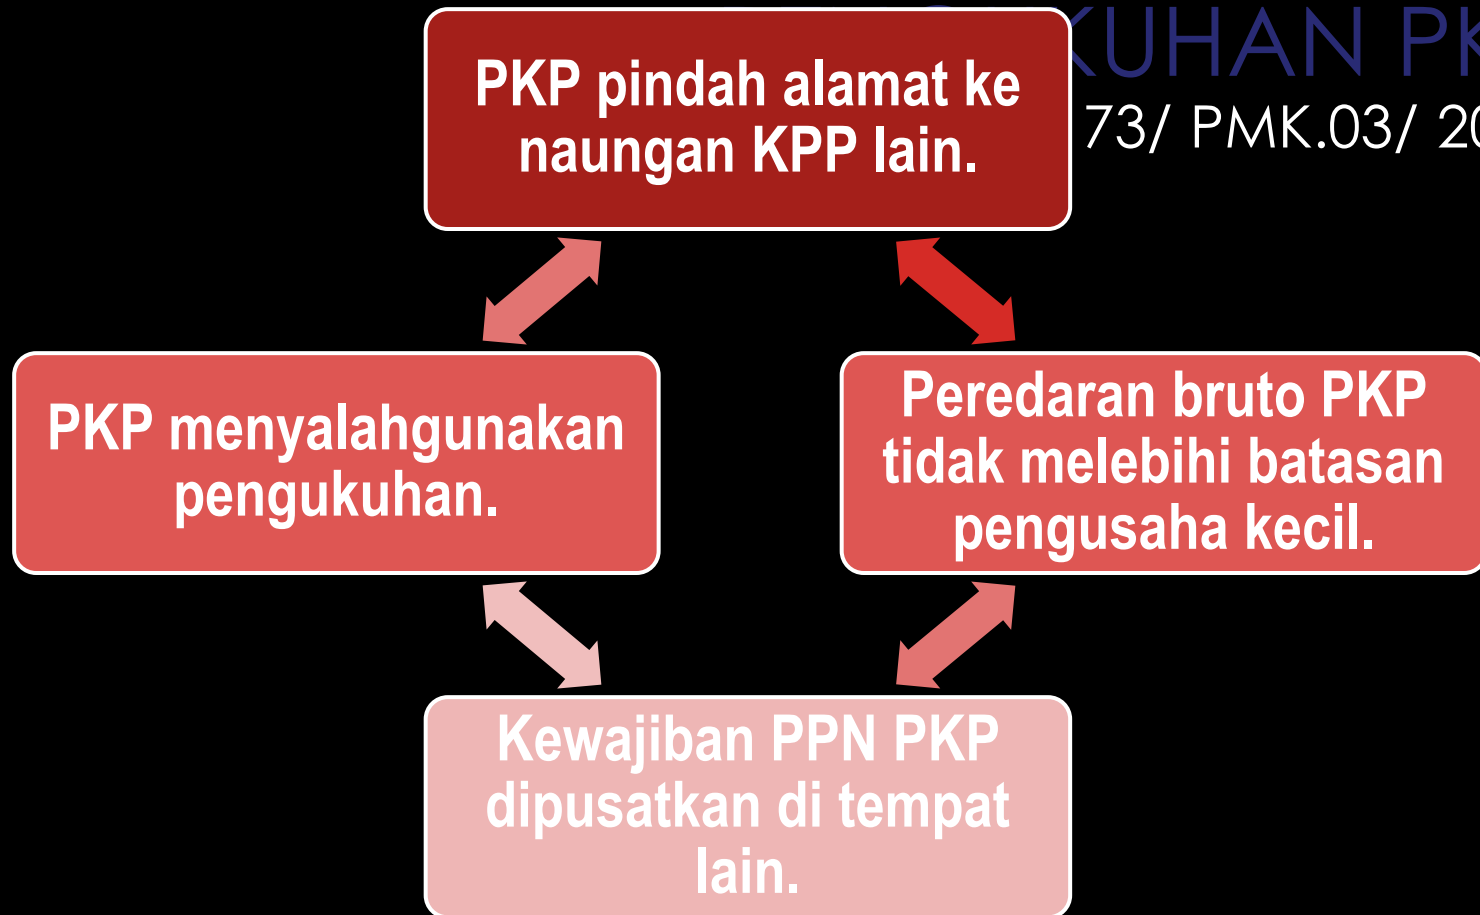 KUHAN PK
73/ PMK.03/ 20
PKP pindah alamat ke
naungan KPP lain.
PKP menyalahgunakan
pengukuhan.
Peredaran bruto PKP
tidak melebihi batasan
pengusaha kecil.
Kewajiban PPN PKP
dipusatkan di tempat
lain.